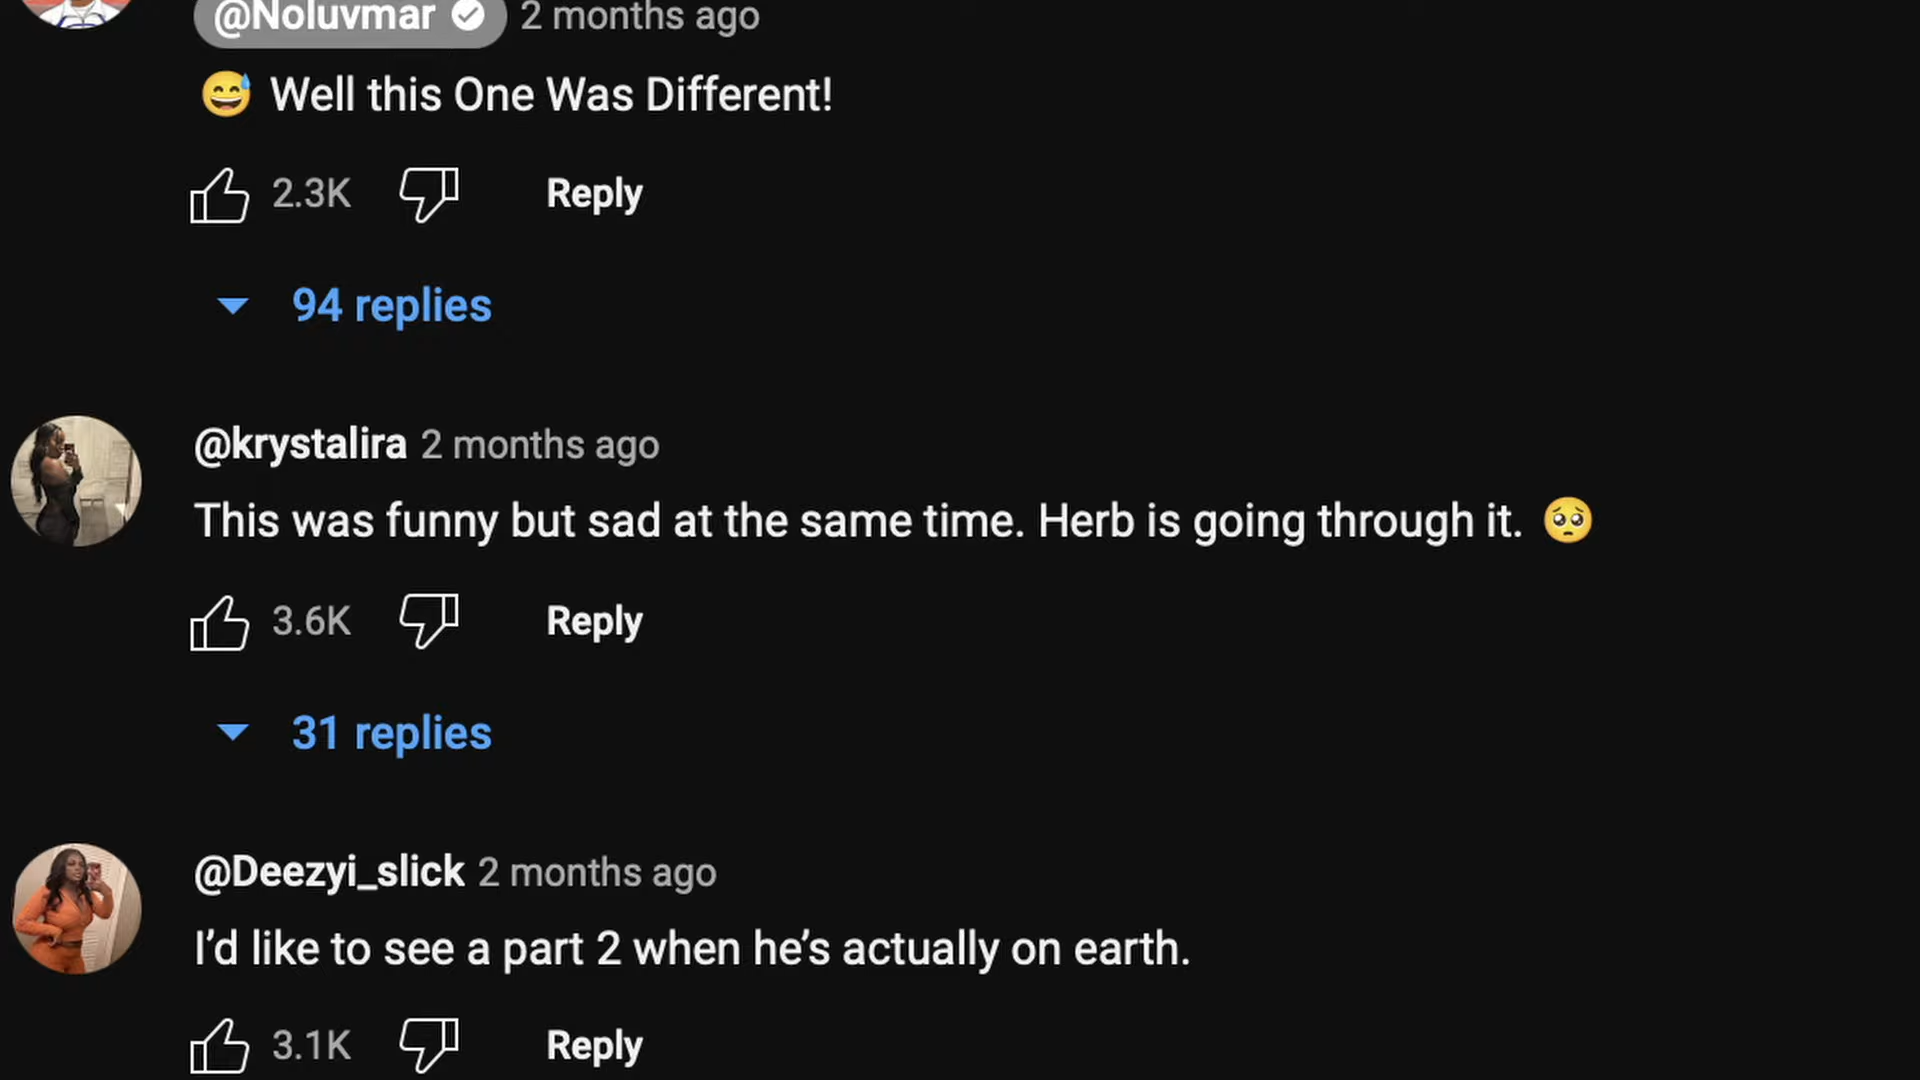 @Noluvmar 2 months ago
😅 Well this One Was Different!
2.3K Reply
94 replies
@krystalira 2 months ago
This was funny but sad at the same time. Herb is going through it. 🥺
3.6K Reply
31 replies
@Deezyi_slick 2 months ago
I’d like to see a part 2 when he’s actually on earth.
3.1K Reply